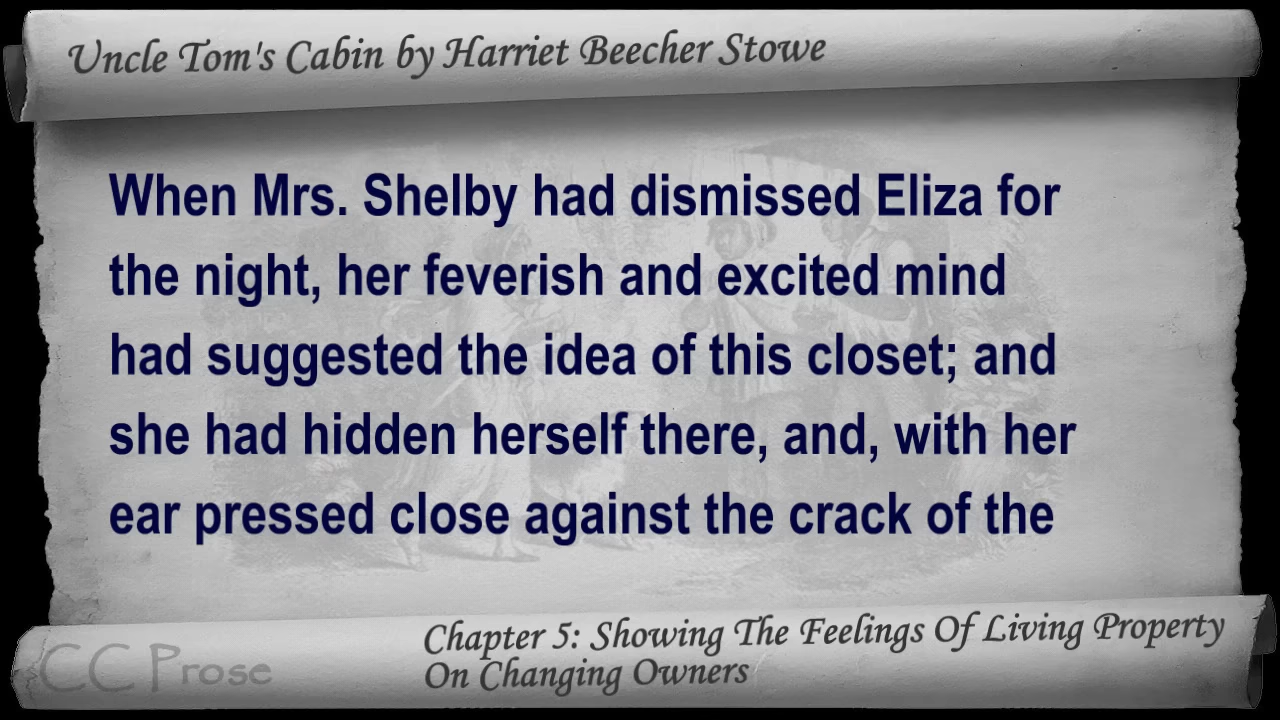 Uncle Tom's Cabin by Harriet Beecher Stowe
When Mrs. Shelby had dismissed Eliza for
the night, her feverish and excited mind
had suggested the idea of this closet; and
she had hidden herself there, and, with her
ear pressed close against the crack of the
Chapter 5: Showing The Feelings Of Living Property
On Changing Owners
CC Prose